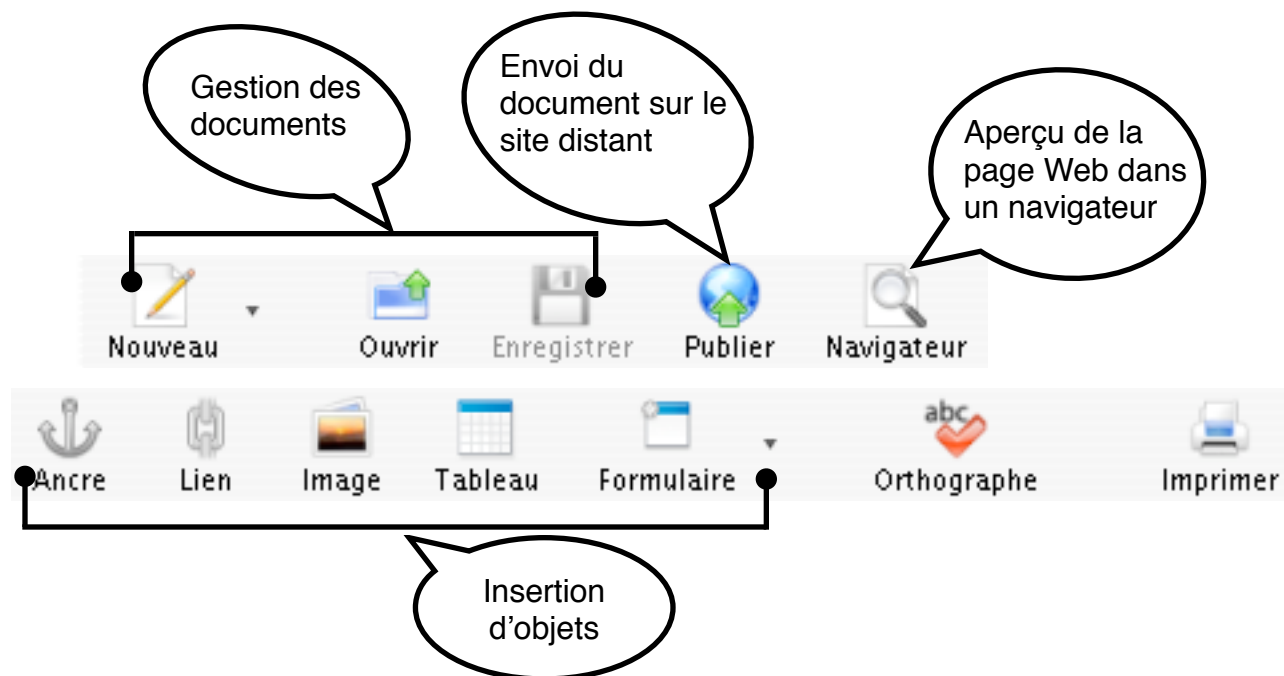 Gestion des
documents
Envoi du
document sur le
site distant
Aperçu de la
page Web dans
un navigateur
Nouveau Ouvrir Enregistrer Publier Navigateur
abc
Ancre Lien Image Tableau Formulaire Orthographe Imprimer
Insertion
d’objets